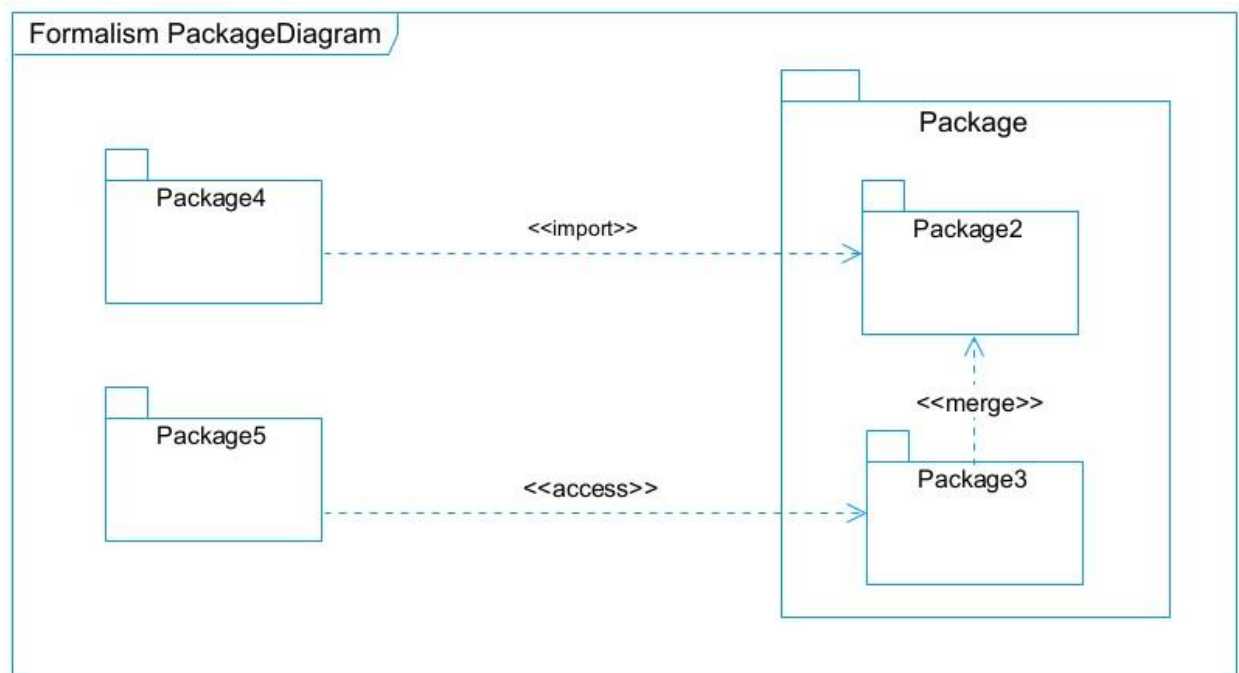 Formalism PackageDiagram
Package
Package4
<<import>>
Package2
<<merge>>
Package5
<<access>>
Package3